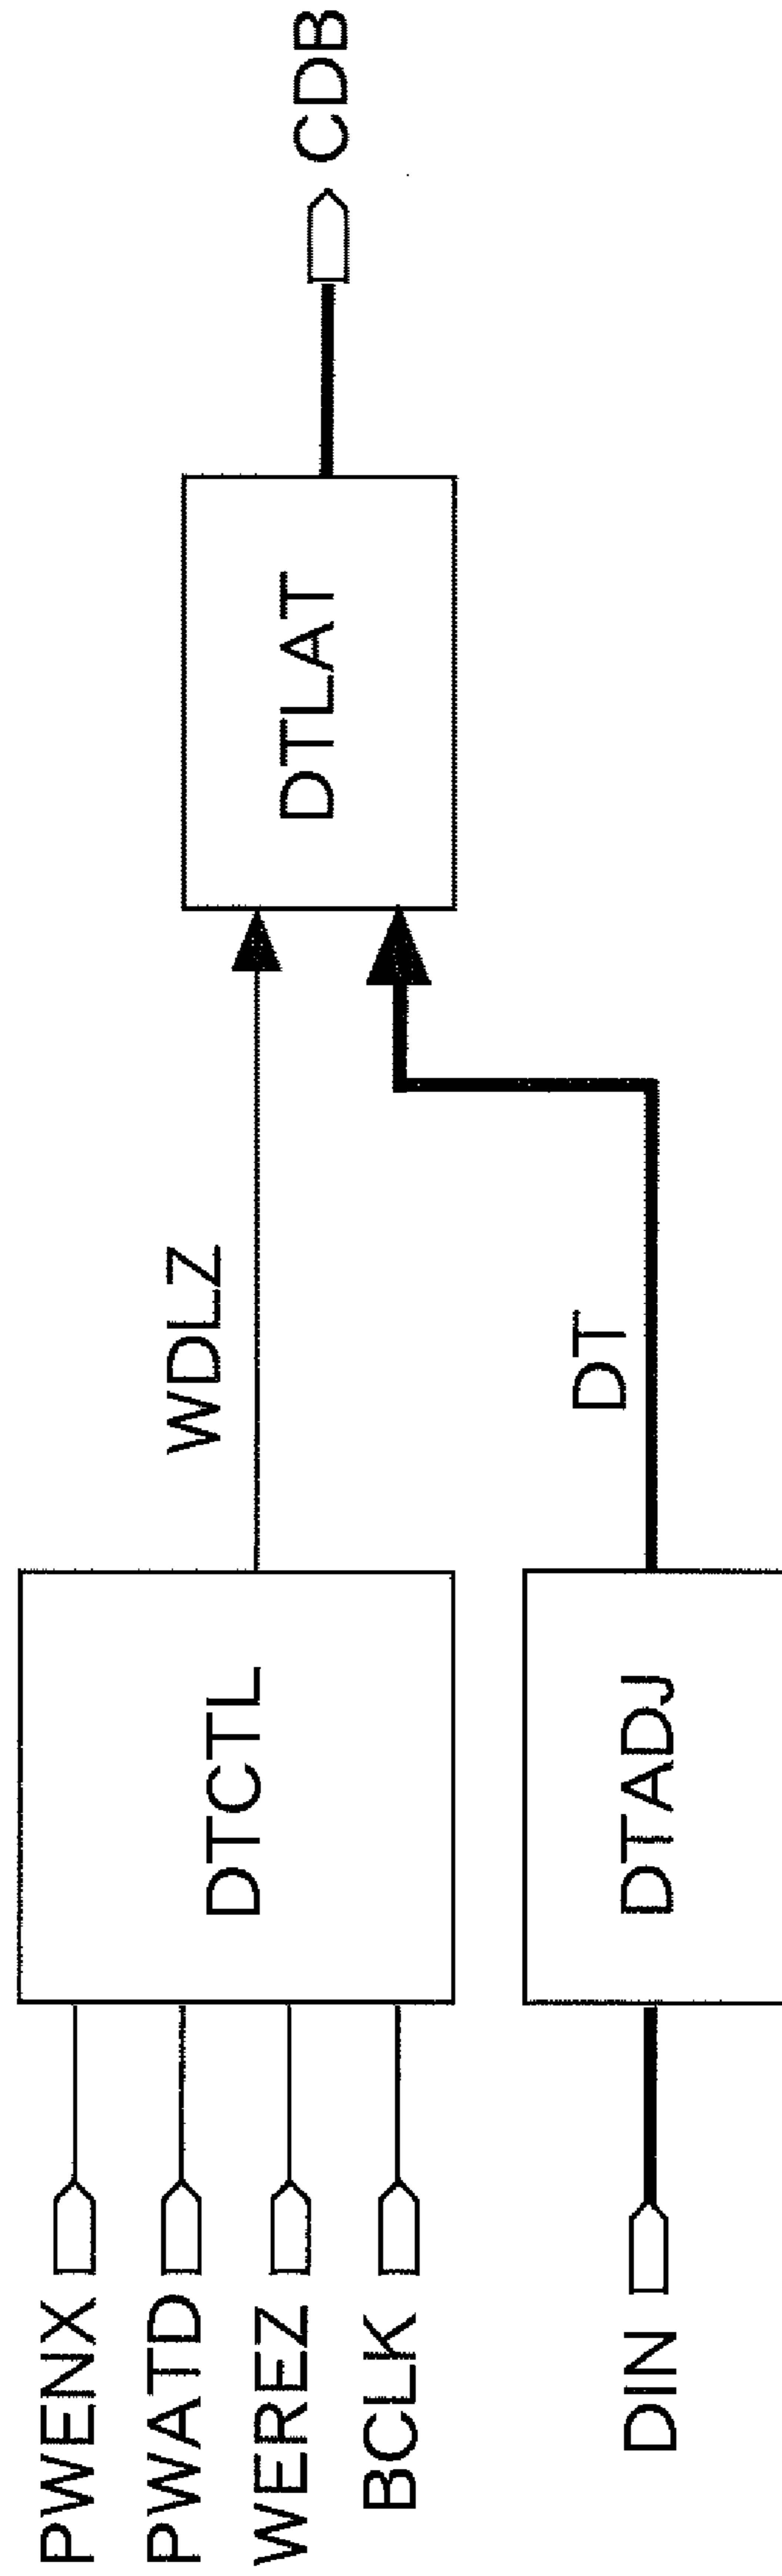 PWENX
PWATD
WEREZ
BCLK
DIN
DTCTL
DTADJ
WDLZ
DT
DTLAT
CDB